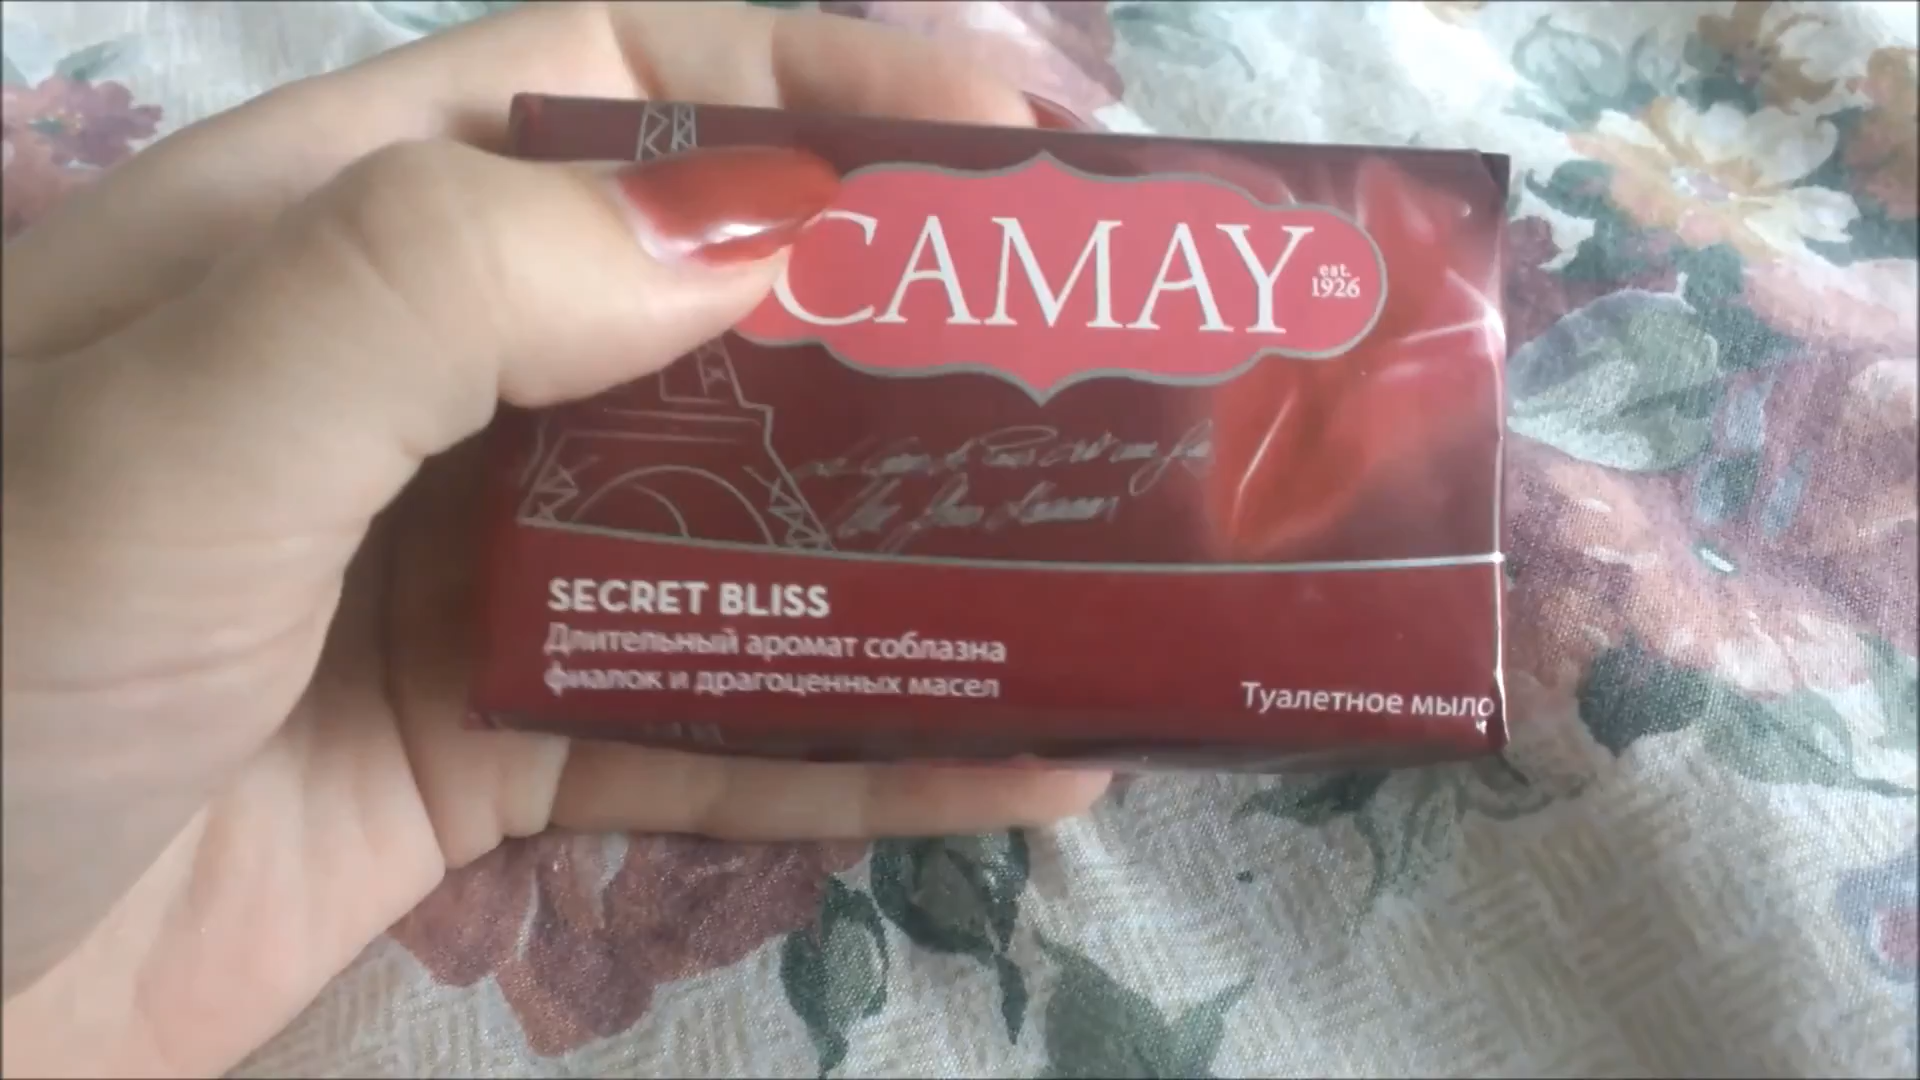 CAMAY
est.
1926
SECRET BLISS
Длительный аромат соблазна
фиалок и драгоценных масел
Туалетное мыло